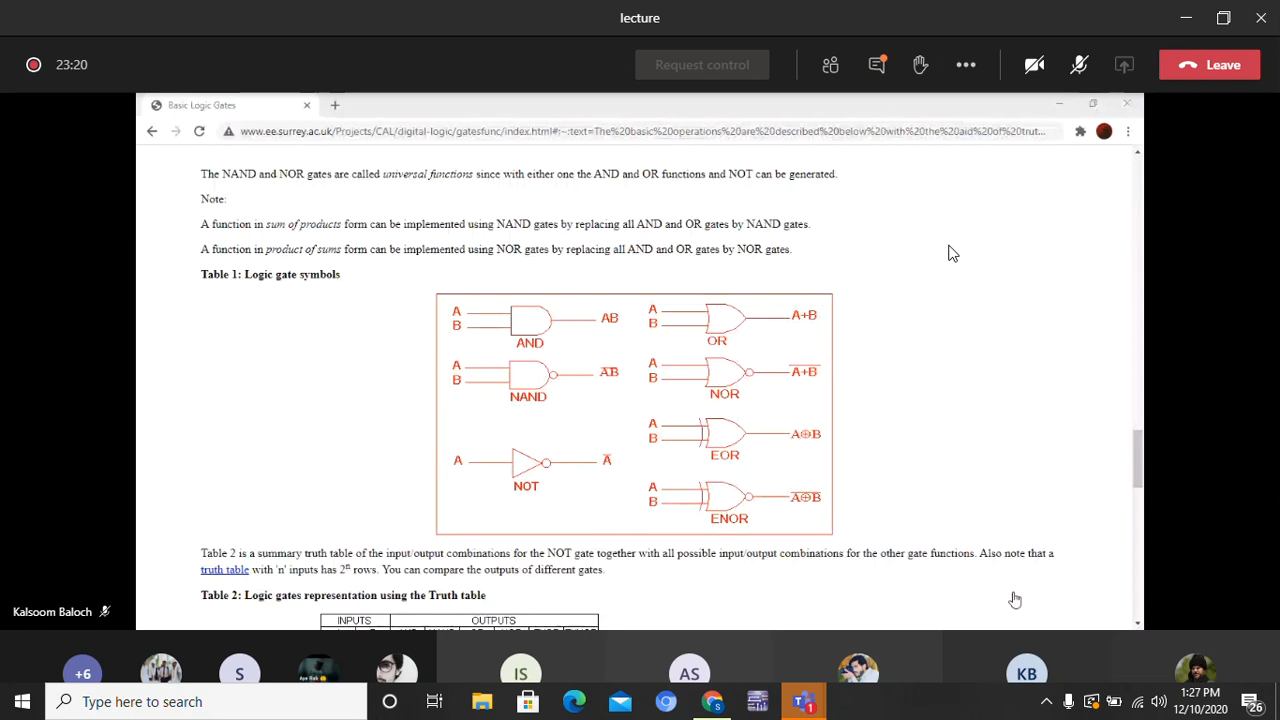 lecture
23:20
Request control
Leave
Basic Logic Gates
www.ee.surrey.ac.uk/Projects/CAL/digital-logic/gatesfunc/index.html#:~:text=The%20basic%20operations%20are%20described%20below%20with%20the%20aid%20of%20trut...
The NAND and NOR gates are called universal functions since with either one the AND and OR functions and NOT can be generated.
Note:
A function in sum of products form can be implemented using NAND gates by replacing all AND and OR gates by NAND gates.
A function in product of sums form can be implemented using NOR gates by replacing all AND and OR gates by NOR gates.
Table 1: Logic gate symbols
A
B
AB
AND
A
B
A+B
OR
A
B
A̅B̅
NAND
A
B
A̅+̅B̅
NOR
A
B
A⊕B
EOR
A
A̅
NOT
A
B
A̅⊕̅B̅
ENOR
Table 2 is a summary truth table of the input/output combinations for the NOT gate together with all possible input/output combinations for the other gate functions. Also note that a
truth table with 'n' inputs has 2ⁿ rows. You can compare the outputs of different gates.
Table 2: Logic gates representation using the Truth table
INPUTS OUTPUTS
Kalsoom Baloch
+6
S
IS
AS
KB
Type here to search
1
1:27 PM
12/10/2020
26